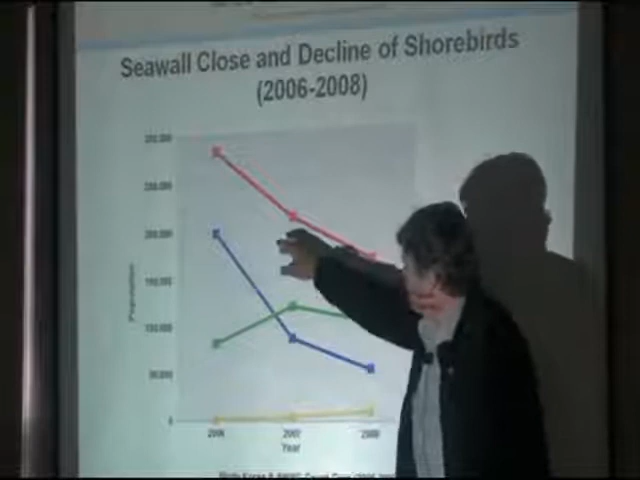 Seawall Close and Decline of Shorebirds
(2006-2008)
300,000
250,000
200,000
150,000
100,000
50,000
0
Population
2006 2007 2008
Year